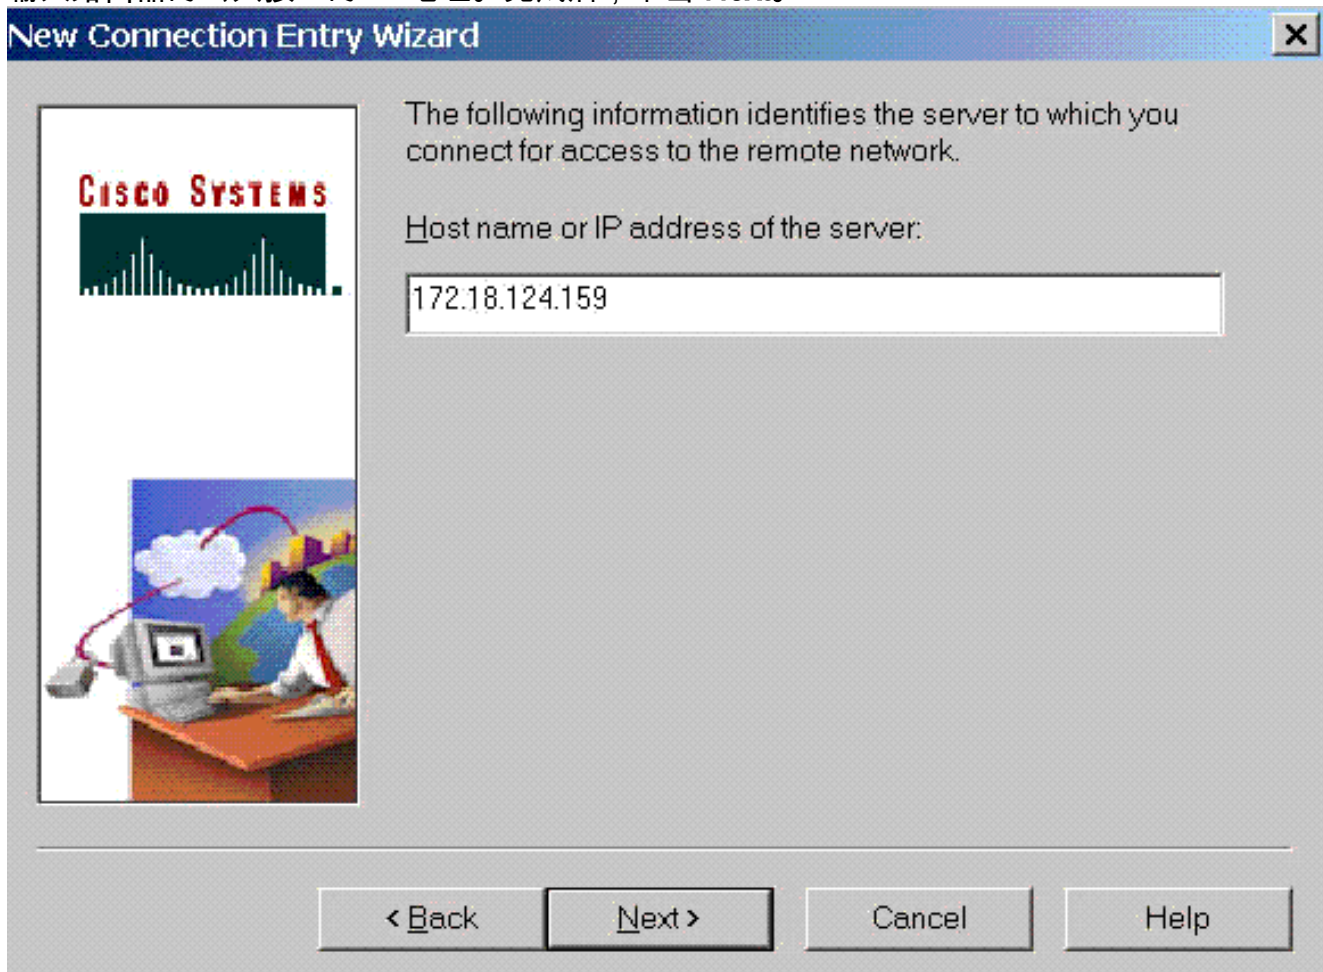 New Connection Entry Wizard
The following information identifies the server to which you
connect for access to the remote network.
CISCO SYSTEMS
Host name or IP address of the server:
172.18.124.159
< Back
Next >
Cancel
Help